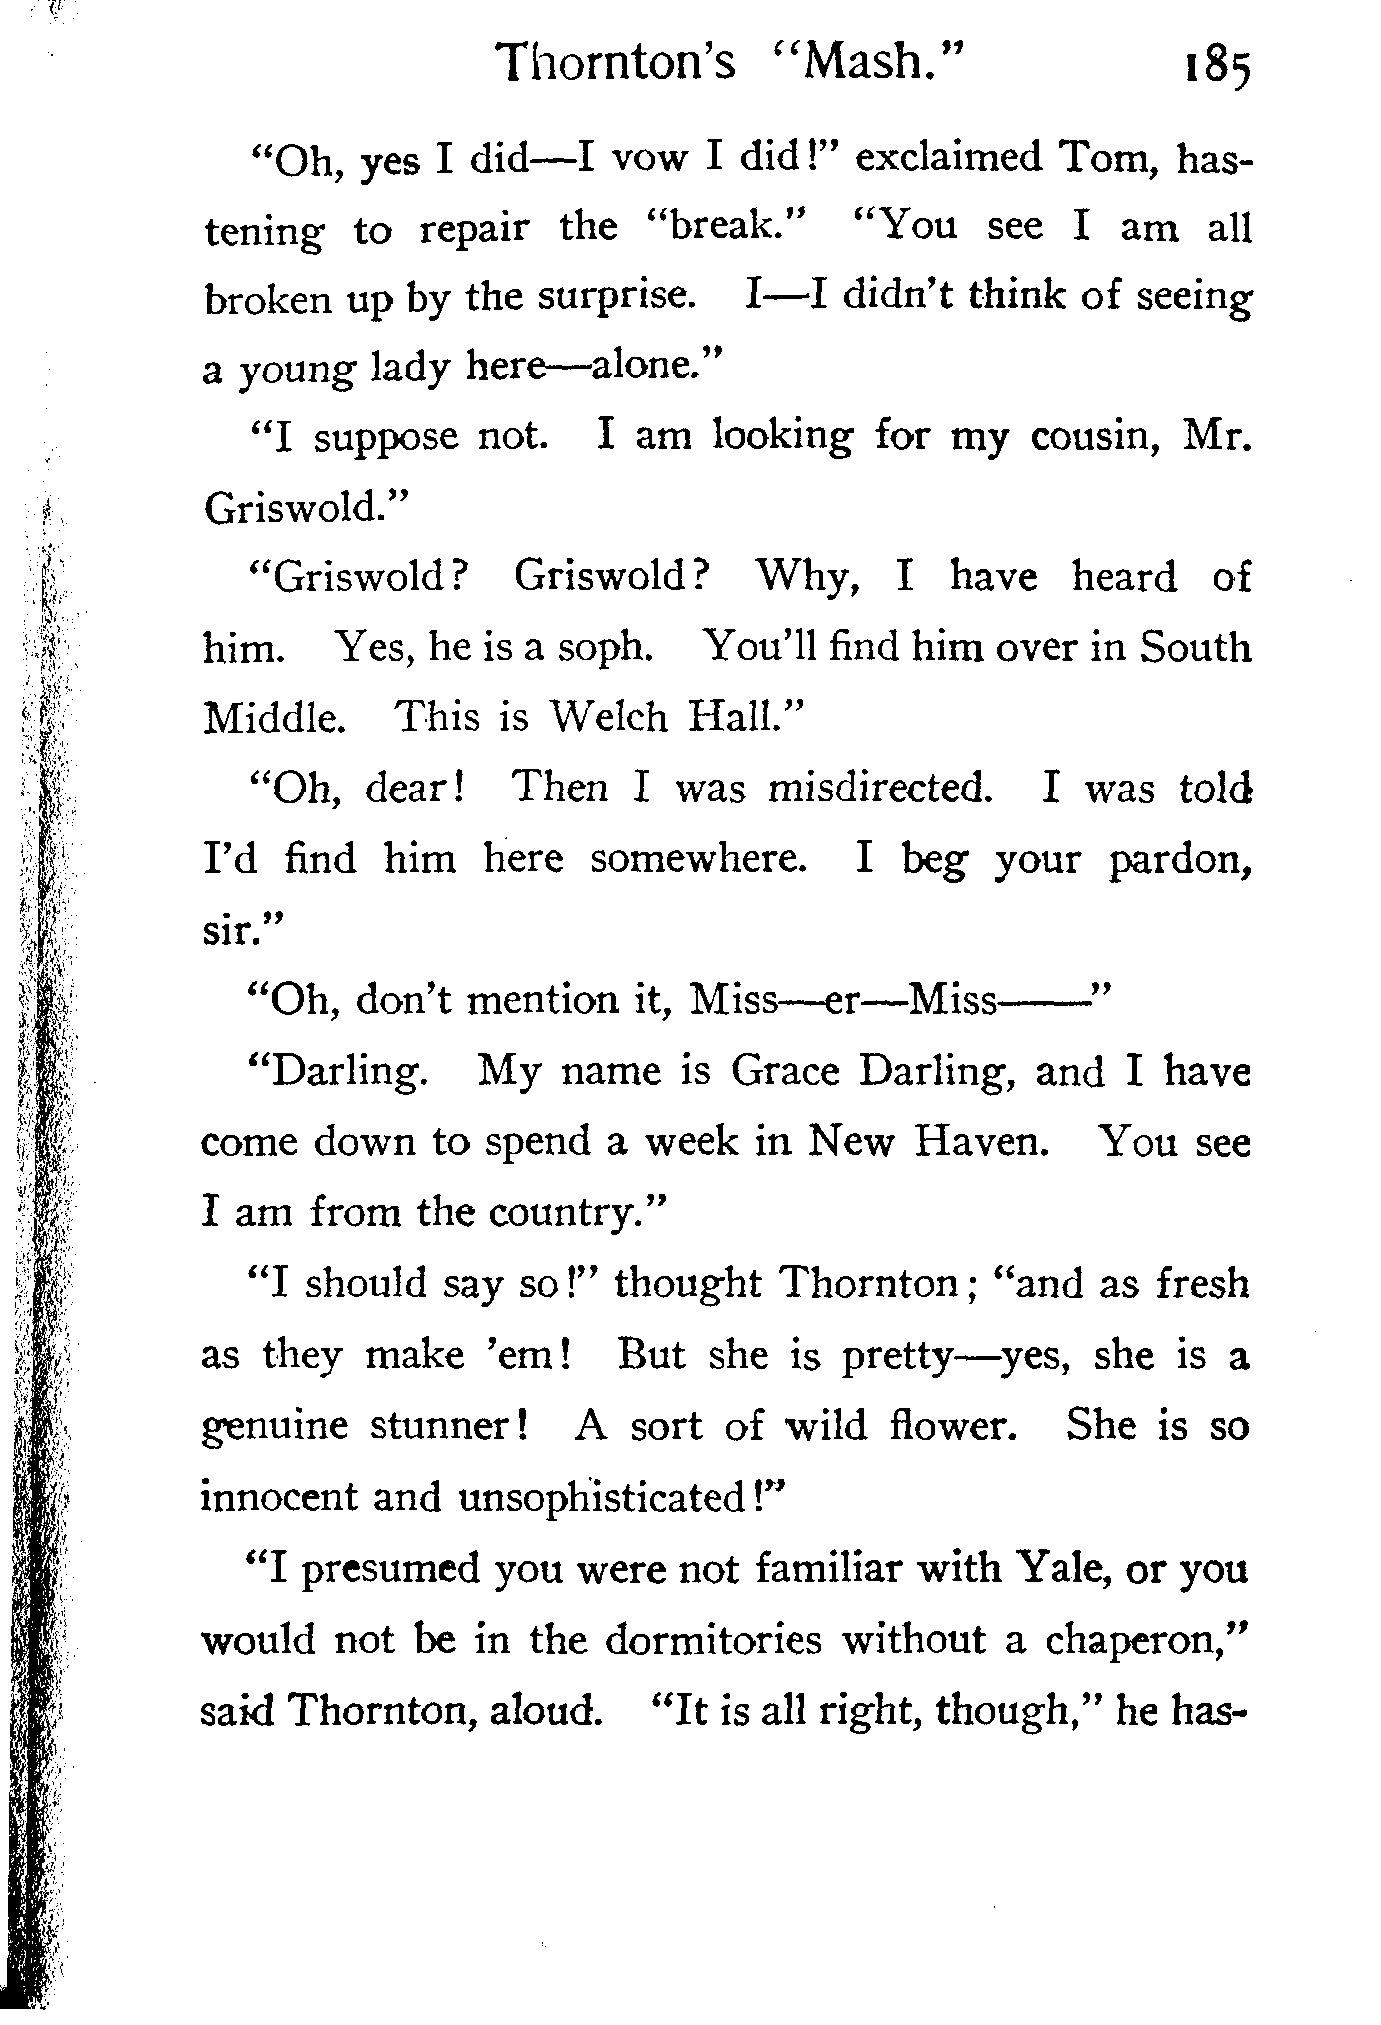 Thornton's "Mash." 185
"Oh, yes I did—I vow I did!" exclaimed Tom, has-
tening to repair the "break." "You see I am all
broken up by the surprise. I—I didn't think of seeing
a young lady here—alone."
"I suppose not. I am looking for my cousin, Mr.
Griswold."
"Griswold? Griswold? Why, I have heard of
him. Yes, he is a soph. You'll find him over in South
Middle. This is Welch Hall."
"Oh, dear! Then I was misdirected. I was told
I'd find him here somewhere. I beg your pardon,
sir."
"Oh, don't mention it, Miss—er—Miss——"
"Darling. My name is Grace Darling, and I have
come down to spend a week in New Haven. You see
I am from the country."
"I should say so!" thought Thornton; "and as fresh
as they make 'em! But she is pretty—yes, she is a
genuine stunner! A sort of wild flower. She is so
innocent and unsophisticated!"
"I presumed you were not familiar with Yale, or you
would not be in the dormitories without a chaperon,"
said Thornton, aloud. "It is all right, though," he has-